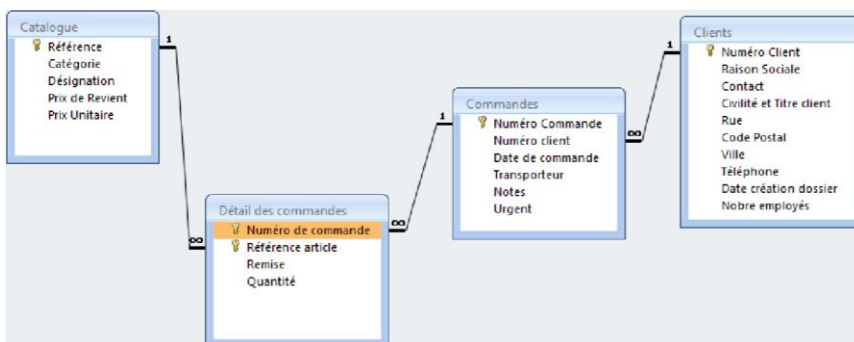 Catalogue
Référence
Catégorie
Désignation
Prix de Revient
Prix Unitaire
1
∞
Détail des commandes
Numéro de commande
Référence article
Remise
Quantité
∞
1
Commandes
Numéro Commande
Numéro client
Date de commande
Transporteur
Notes
Urgent
∞
1
Clients
Numéro Client
Raison Sociale
Contact
Civilité et Titre client
Rue
Code Postal
Ville
Téléphone
Date création dossier
Nobre employés